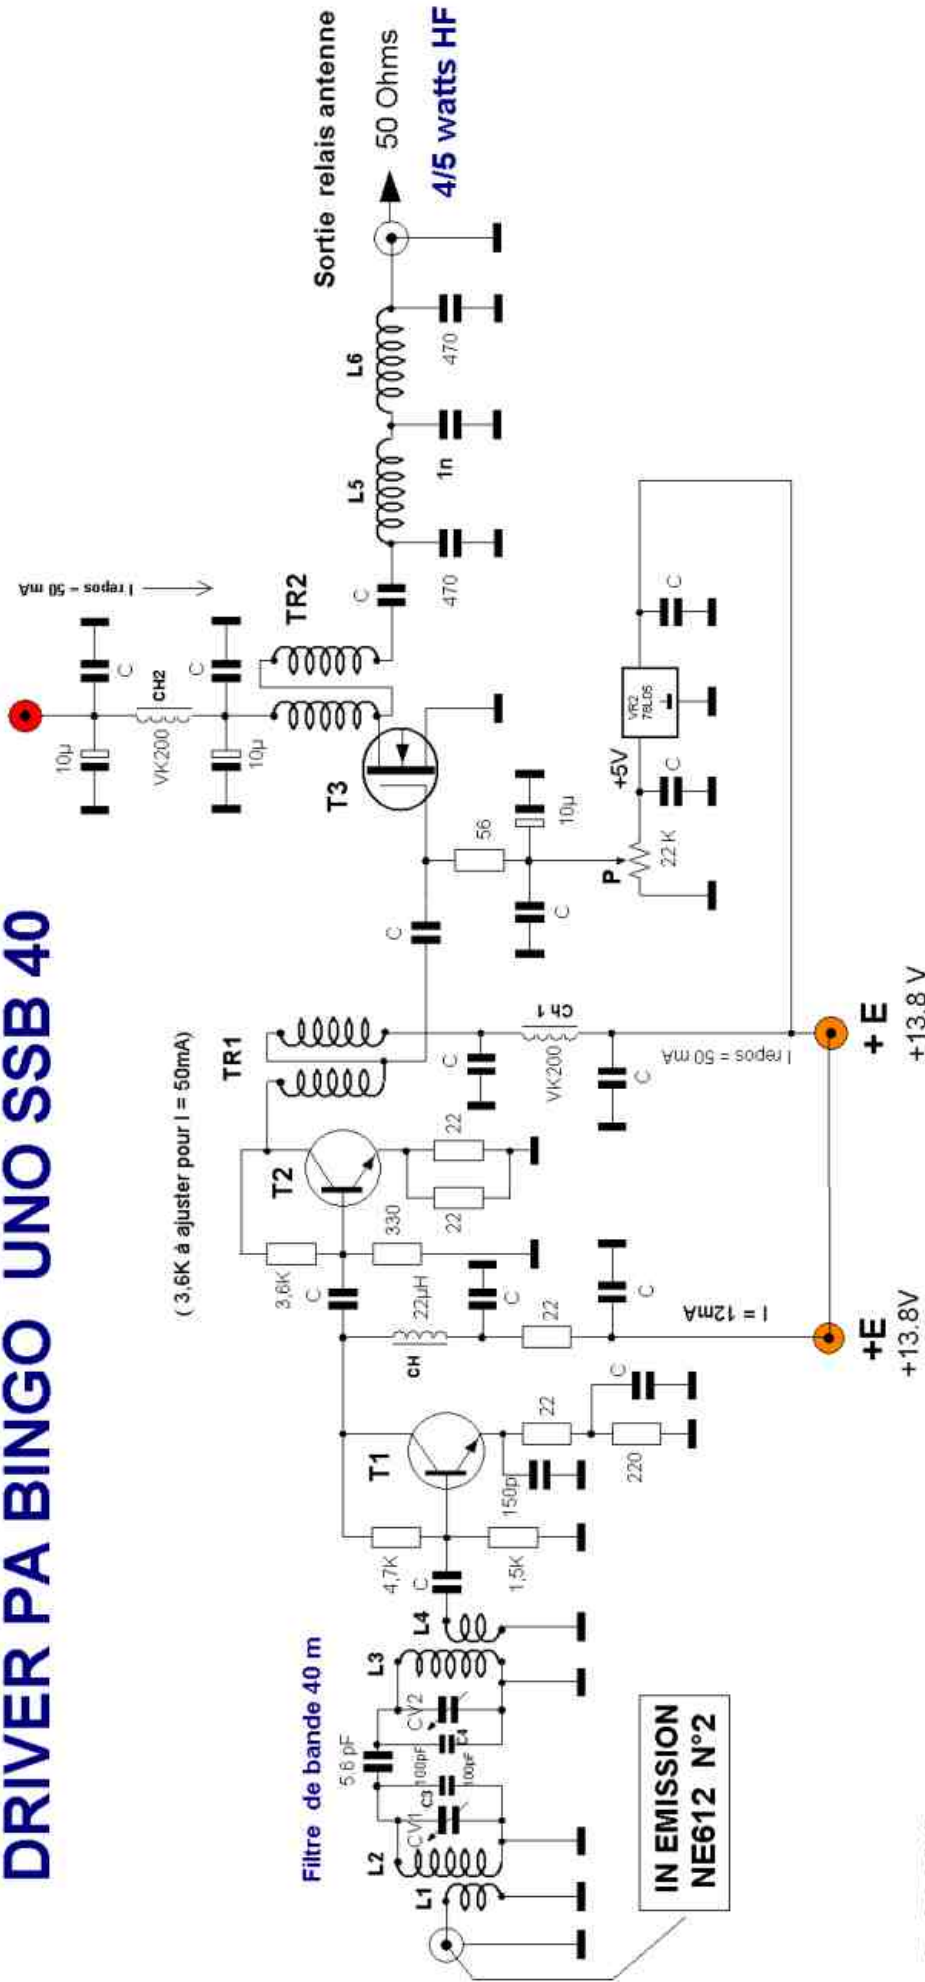 DRIVER PA BINGO UNO SSB 40
( 3,6K à ajuster pour I = 50mA)
Filtre de bande 40 m
IN EMISSION
NE612 N°2
L1
L2
CV1
C3
100pF
5,6 pF
100pF
C4
CV2
L3
L4
C
4,7K
1,5K
T1
150p
22
220
C
CH
22µH
C
22
C
I = 12mA
+E
+13.8V
C
3,6K
330
T2
22
22
TR1
C
Ch 1
VK200
C
I repos = 50 mA
+ E
+13.8 V
C
56
C
10µ
P
22 K
+5V
C
VR2
78L05
C
T3
TR2
10µ
C
CH2
VK200
10µ
C
I repos = 50 mA
C
470
L5
1n
L6
470
Sortie relais antenne
50 Ohms
4/5 watts HF